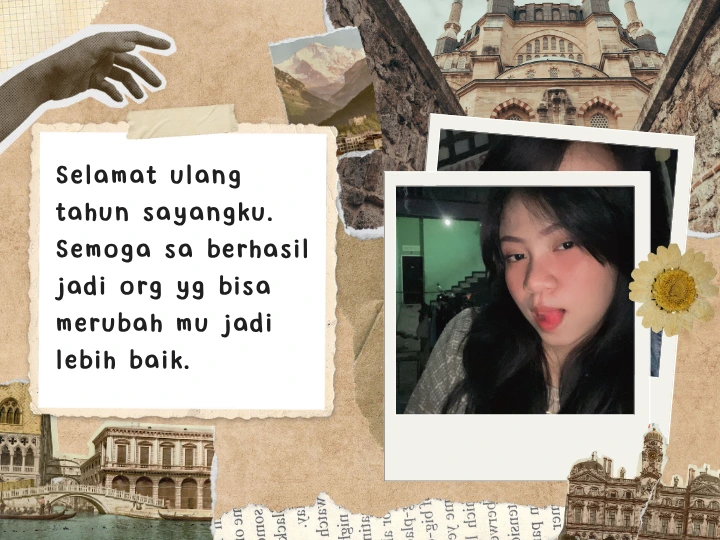 Selamat ulang
tahun sayangku.
Semoga sa berhasil
jadi org yg bisa
merubah mu jadi
lebih baik.